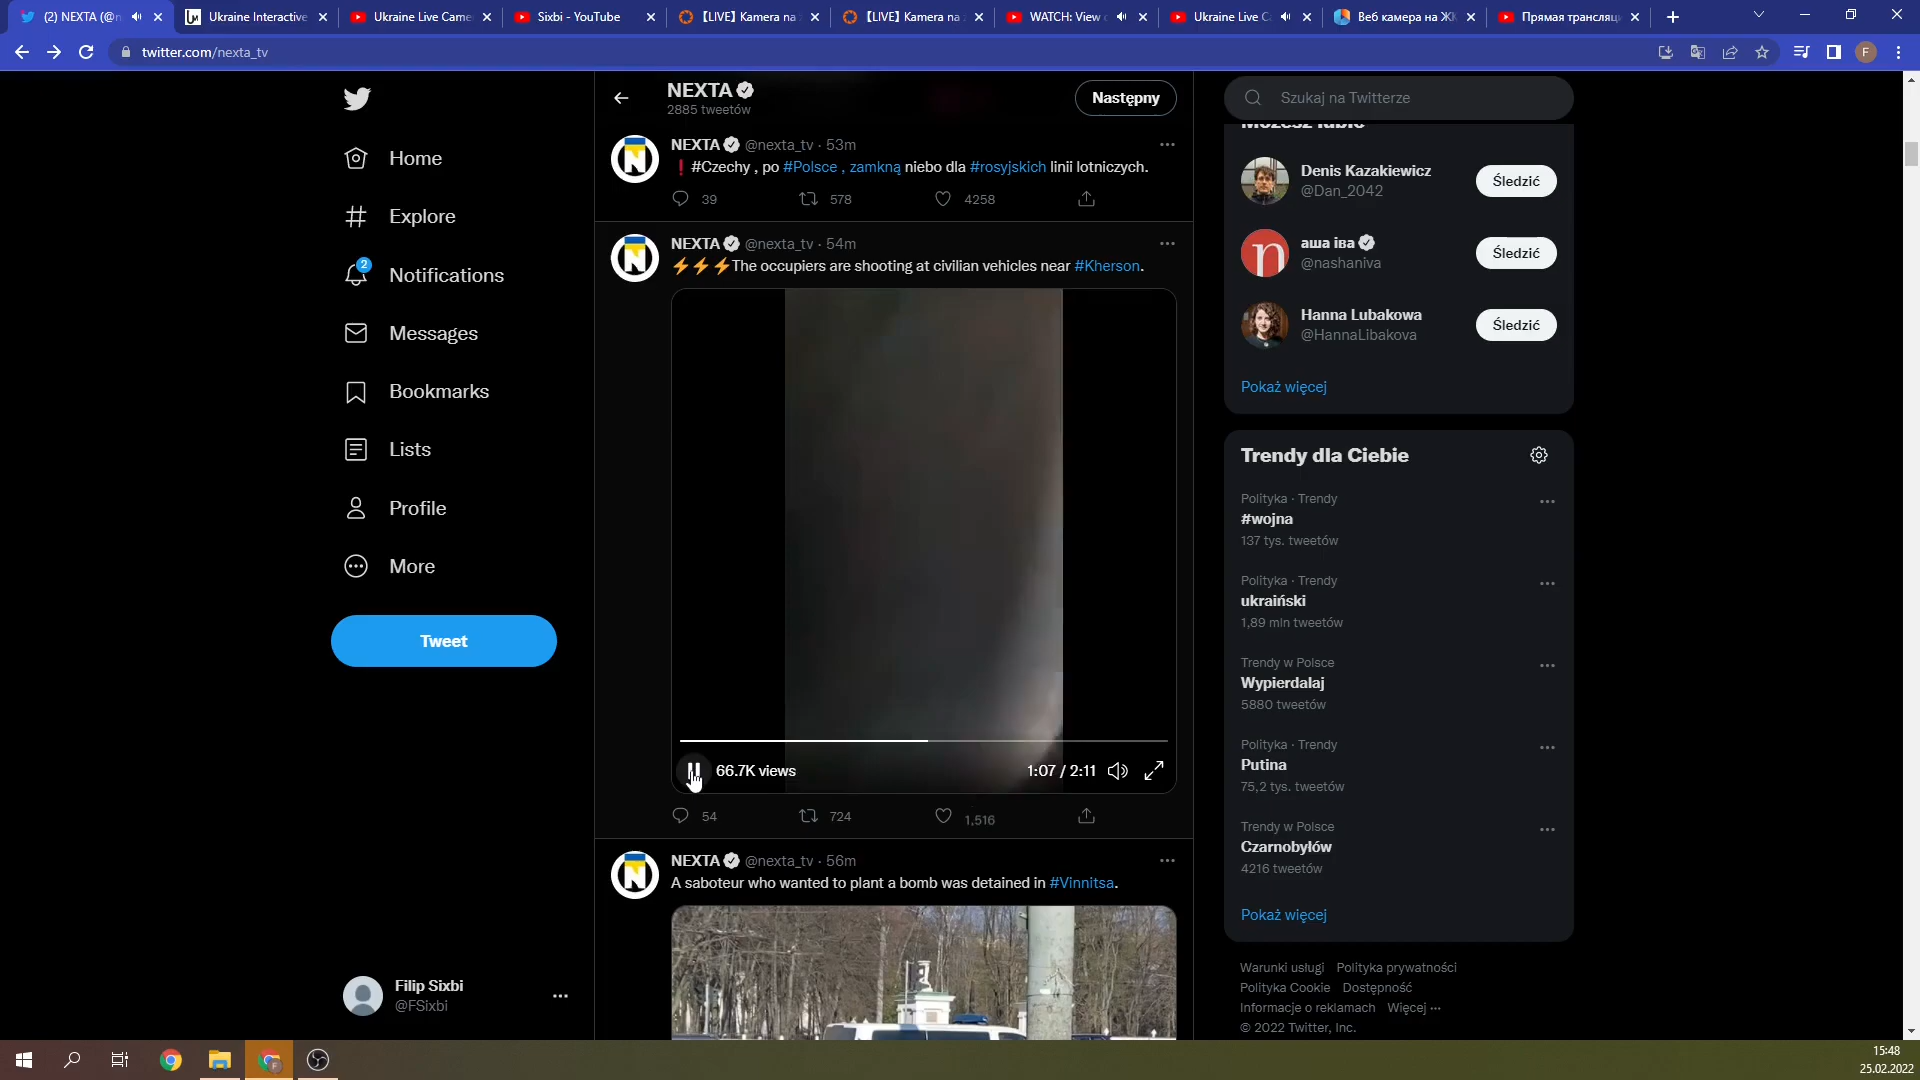 (2) NEXTA (@n
Ukraine Interactive
Ukraine Live Came
Sixbi - YouTube
【LIVE】 Kamera na
【LIVE】 Kamera na
WATCH: View
Ukraine Live C
Веб камера на ЖК
Прямая трансляц
twitter.com/nexta_tv
F
Home
Explore
2
Notifications
Messages
Bookmarks
Lists
Profile
More
Tweet
Filip Sixbi
@FSixbi
NEXTA
2885 tweetów
Następny
NEXTA @nexta_tv · 53m
❗ #Czechy , po #Polsce , zamkną niebo dla #rosyjskich linii lotniczych.
39 578 4258
NEXTA @nexta_tv · 54m
⚡⚡⚡The occupiers are shooting at civilian vehicles near #Kherson.
66.7K views
1:07 / 2:11
54 724 1,516
NEXTA @nexta_tv · 56m
A saboteur who wanted to plant a bomb was detained in #Vinnitsa.
Szukaj na Twitterze
Możesz lubić
Denis Kazakiewicz
@Dan_2042
Śledzić
аша іва
@nashaniva
Śledzić
Hanna Lubakowa
@HannaLibakova
Śledzić
Pokaż więcej
Trendy dla Ciebie
Polityka · Trendy
#wojna
137 tys. tweetów
Polityka · Trendy
ukraiński
1,89 mln tweetów
Trendy w Polsce
Wypierdalaj
5880 tweetów
Polityka · Trendy
Putina
75,2 tys. tweetów
Trendy w Polsce
Czarnobylów
4216 tweetów
Pokaż więcej
Warunki usługi Polityka prywatności
Polityka Cookie Dostępność
Informacje o reklamach Więcej ···
© 2022 Twitter, Inc.
15:48
25.02.2022